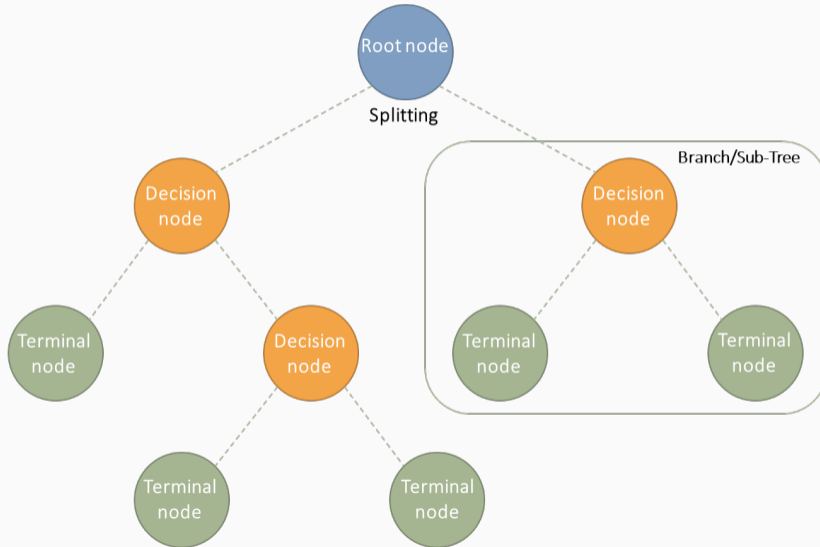 Root node
Splitting
Branch/Sub-Tree
Decision
node
Decision
node
Terminal
node
Decision
node
Terminal
node
Terminal
node
Terminal
node
Terminal
node